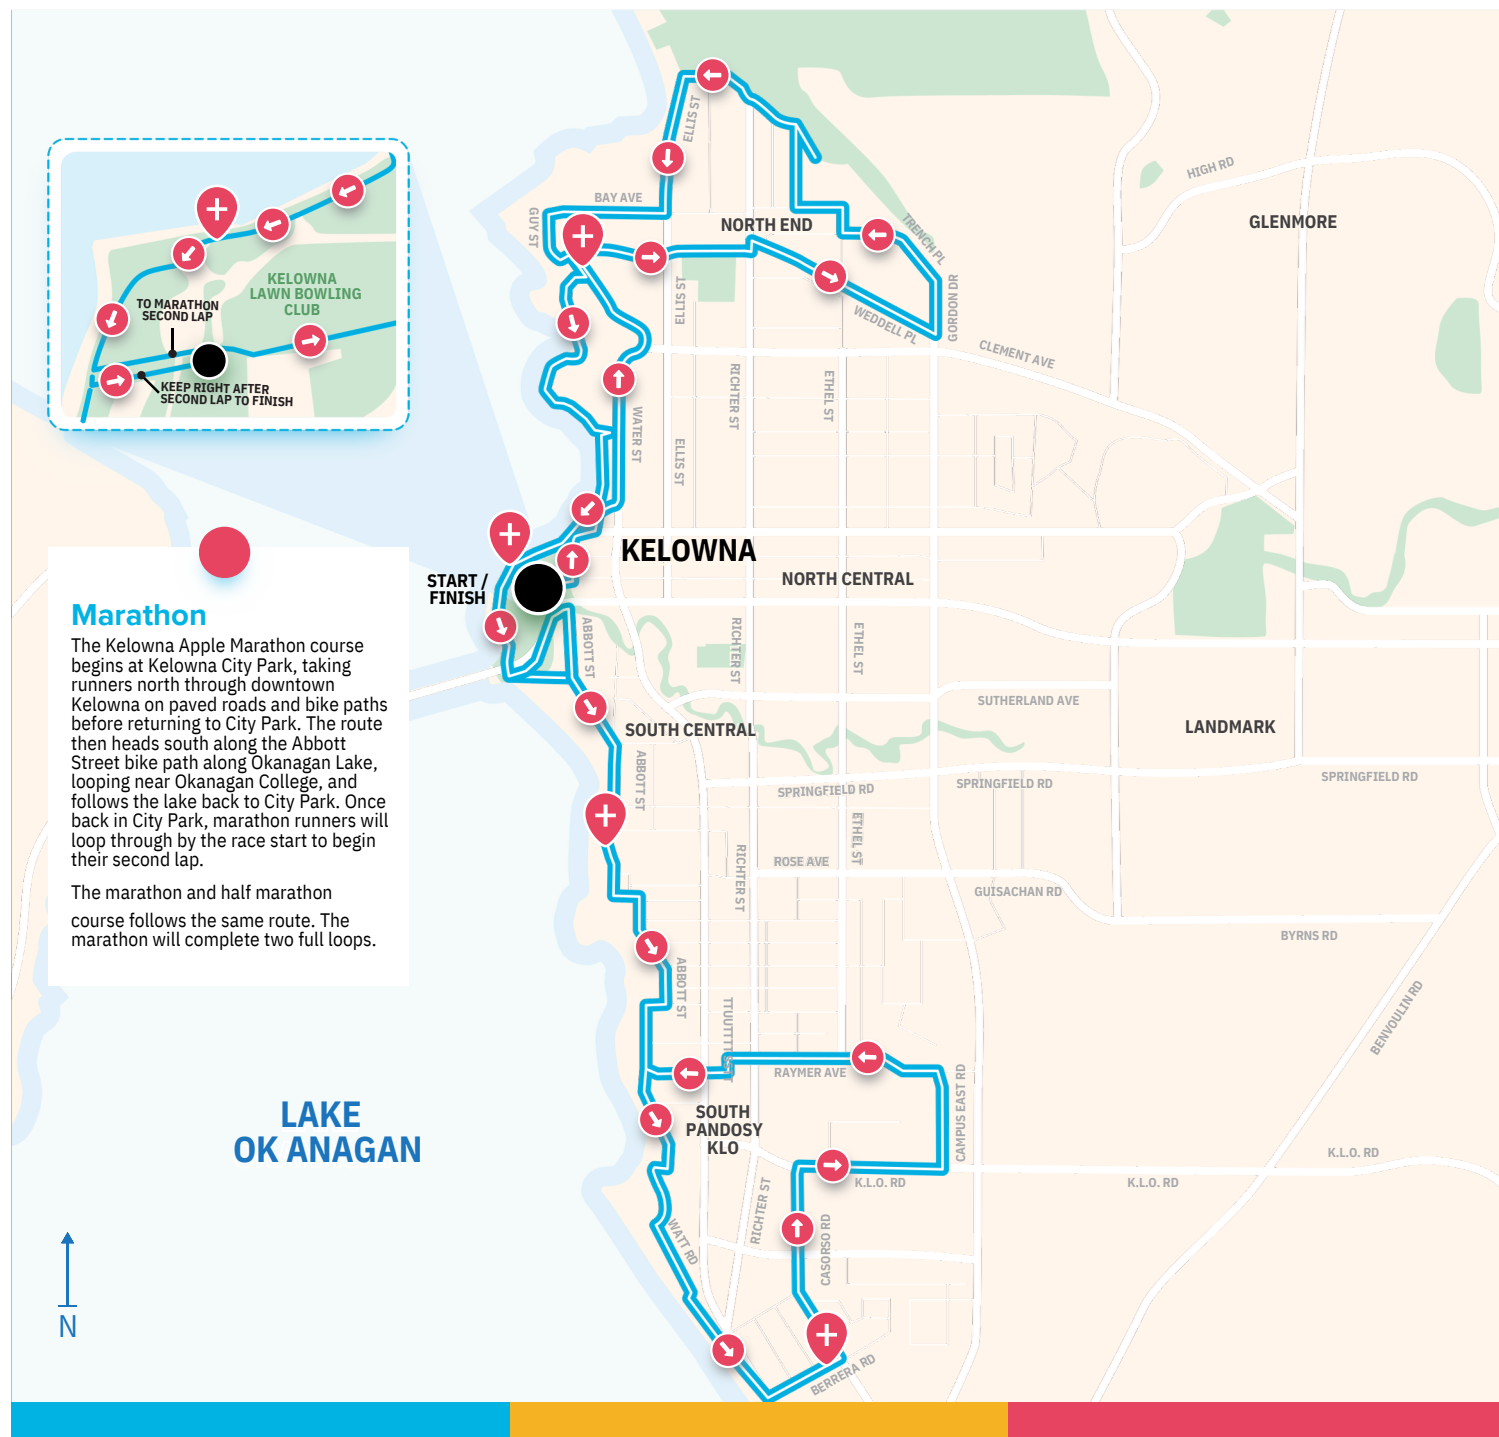 KELOWNA
LAWN BOWLING
CLUB
TO MARATHON
SECOND LAP
KEEP RIGHT AFTER
SECOND LAP TO FINISH
Marathon
The Kelowna Apple Marathon course
begins at Kelowna City Park, taking
runners north through downtown
Kelowna on paved roads and bike paths
before returning to City Park. The route
then heads south along the Abbott
Street bike path along Okanagan Lake,
looping near Okanagan College, and
follows the lake back to City Park. Once
back in City Park, marathon runners will
loop through by the race start to begin
their second lap.
The marathon and half marathon
course follows the same route. The
marathon will complete two full loops.
LAKE
OK ANAGAN
N
ELLIS ST
BAY AVE
GUY ST
NORTH END
TRENCH PL
HIGH RD
GLENMORE
ELLIS ST
WEDDELL PL
GORDON DR
CLEMENT AVE
RICHTER ST
ETHEL ST
WATER ST
ELLIS ST
KELOWNA
START /
FINISH
NORTH CENTRAL
ABBOTT ST
RICHTER ST
ETHEL ST
SUTHERLAND AVE
SOUTH CENTRAL
LANDMARK
ABBOTT ST
SPRINGFIELD RD
SPRINGFIELD RD
SPRINGFIELD RD
ETHEL ST
RICHTER ST
ROSE AVE
GUISACHAN RD
BYRNS RD
ABBOTT ST
BENVOULIN RD
RAYMER AVE
CAMPUS EAST RD
SOUTH
PANDOSY
KLO
K.L.O. RD
K.L.O. RD
K.L.O. RD
RICHTER ST
WATT RD
CASORSO RD
BERRERA RD